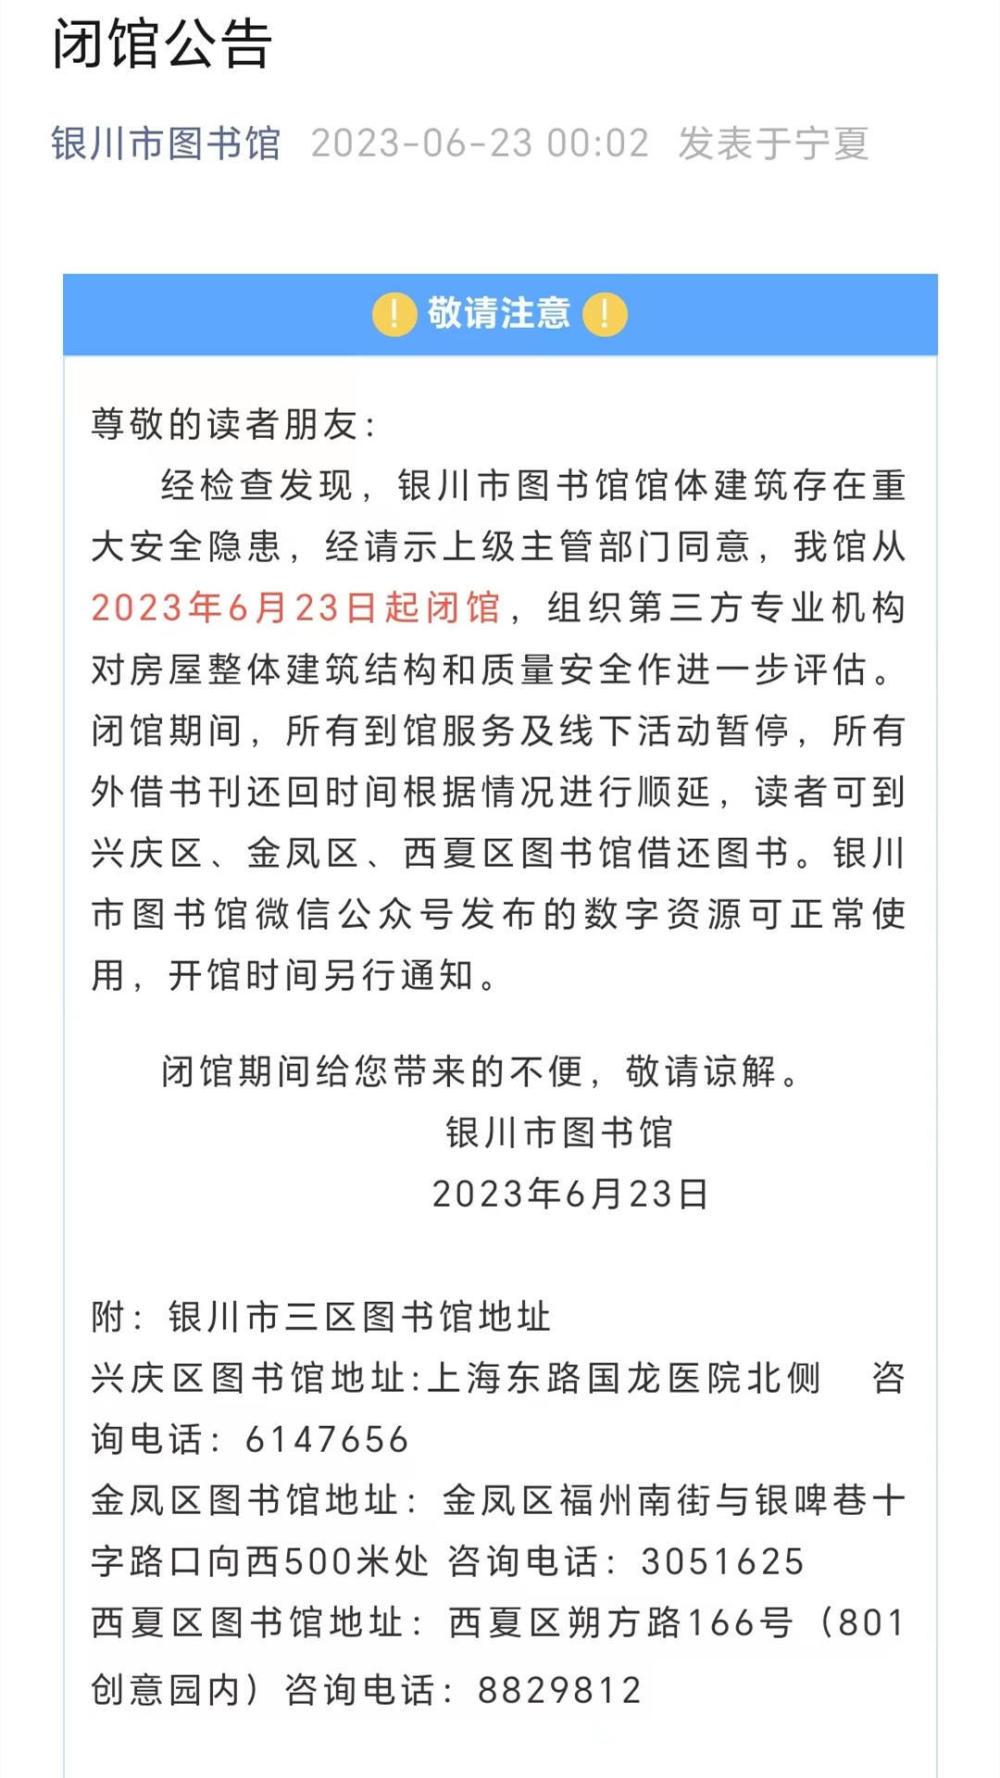 闭馆公告
银川市图书馆 2023-06-23 00:02 发表于宁夏
! 敬请注意 !
尊敬的读者朋友：
经检查发现，银川市图书馆馆体建筑存在重
大安全隐患，经请示上级主管部门同意，我馆从
2023年6月23日起闭馆，组织第三方专业机构
对房屋整体建筑结构和质量安全作进一步评估。
闭馆期间，所有到馆服务及线下活动暂停，所有
外借书刊还回时间根据情况进行顺延，读者可到
兴庆区、金凤区、西夏区图书馆借还图书。银川
市图书馆微信公众号发布的数字资源可正常使
用，开馆时间另行通知。
闭馆期间给您带来的不便，敬请谅解。
银川市图书馆
2023年6月23日
附：银川市三区图书馆地址
兴庆区图书馆地址:上海东路国龙医院北侧 咨
询电话：6147656
金凤区图书馆地址：金凤区福州南街与银啤巷十
字路口向西500米处 咨询电话：3051625
西夏区图书馆地址：西夏区朔方路166号（801
创意园内）咨询电话：8829812